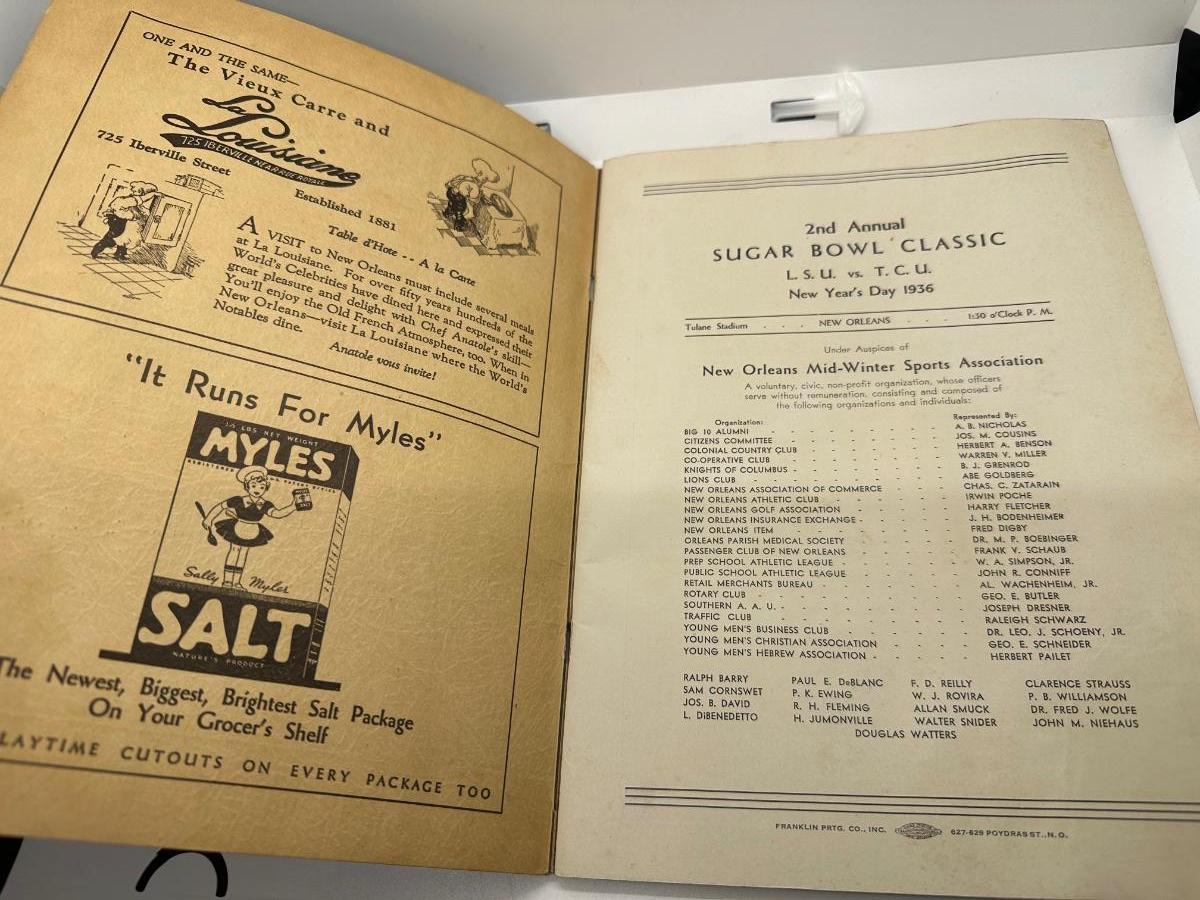 ONE AND THE SAME—
The Vieux Carre and
La Louisiane
725 IBERVILLE NEAR RUE ROYALE
725 Iberville Street
Established 1881
Table d'Hote - - A la Carte
A VISIT to New Orleans must include several meals
at La Louisiane. For over fifty years hundreds of the
World's Celebrities have dined here and expressed their
great pleasure and delight with Chef Anatole's skill—
You'll enjoy the Old French Atmosphere, too. When in
New Orleans—visit La Louisiane where the World's
Notables dine.
Anatole vous invite!
"It Runs For Myles"
LBS NET WEIGHT
MYLES
Sally Myles
SALT
NATURE'S PRODUCT
The Newest, Biggest, Brightest Salt Package
On Your Grocer's Shelf
LAYTIME CUTOUTS ON EVERY PACKAGE TOO
2nd Annual
SUGAR BOWL CLASSIC
L. S. U. vs. T. C. U.
New Year's Day 1936
Tulane Stadium - - - NEW ORLEANS - - - 1:30 o'Clock P. M.
Under Auspices of
New Orleans Mid-Winter Sports Association
A voluntary, civic, non-profit organization, whose officers
serve without remuneration, consisting and composed of
the following organizations and individuals:
Organization: Represented By:
BIG 10 ALUMNI - A. B. NICHOLAS
CITIZENS COMMITTEE - JOS. M. COUSINS
COLONIAL COUNTRY CLUB - HERBERT A. BENSON
CO-OPERATIVE CLUB - WARREN V. MILLER
KNIGHTS OF COLUMBUS - B. J. GRENROD
LIONS CLUB - ABE GOLDBERG
NEW ORLEANS ASSOCIATION OF COMMERCE - CHAS. C. ZATARAIN
NEW ORLEANS ATHLETIC CLUB - IRWIN POCHE
NEW ORLEANS GOLF ASSOCIATION - HARRY FLETCHER
NEW ORLEANS INSURANCE EXCHANGE - J. H. BODENHEIMER
NEW ORLEANS ITEM - FRED DIGBY
ORLEANS PARISH MEDICAL SOCIETY - DR. M. P. BOEBINGER
PASSENGER CLUB OF NEW ORLEANS - FRANK V. SCHAUB
PREP SCHOOL ATHLETIC LEAGUE - W. A. SIMPSON, JR.
PUBLIC SCHOOL ATHLETIC LEAGUE - JOHN R. CONNIFF
RETAIL MERCHANTS BUREAU - AL. WACHENHEIM, JR.
ROTARY CLUB - GEO. E. BUTLER
SOUTHERN A. A. U. - JOSEPH DRESNER
TRAFFIC CLUB - RALEIGH SCHWARZ
YOUNG MEN'S BUSINESS CLUB - DR. LEO. J. SCHOENY, JR.
YOUNG MEN'S CHRISTIAN ASSOCIATION - GEO. E. SCHNEIDER
YOUNG MEN'S HEBREW ASSOCIATION - HERBERT PAILET
RALPH BARRY PAUL E. DeBLANC F. D. REILLY CLARENCE STRAUSS
SAM CORNSWET P. K. EWING W. J. ROVIRA P. B. WILLIAMSON
JOS. B. DAVID R. H. FLEMING ALLAN SMUCK DR. FRED J. WOLFE
L. DiBENEDETTO H. JUMONVILLE WALTER SNIDER JOHN M. NIEHAUS
DOUGLAS WATTERS
FRANKLIN PRTG. CO., INC. 627-629 POYDRAS ST., N.O.